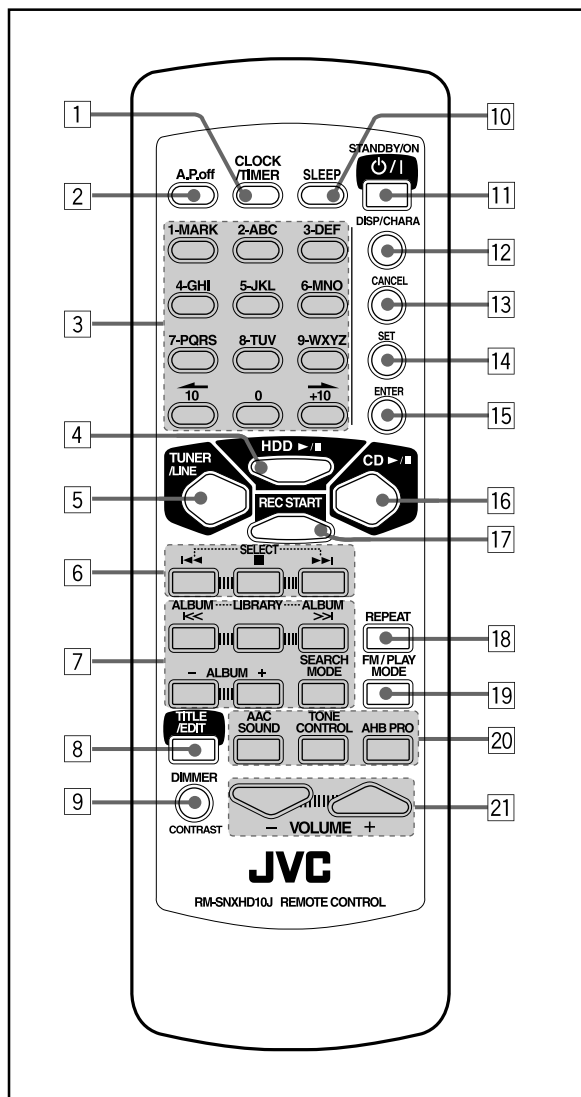 1 10
CLOCK STANDBY/ON
2 A.P.off /TIMER SLEEP ⏻/I 11
DISP/CHARA 12
1-MARK 2-ABC 3-DEF
CANCEL 13
3 4-GHI 5-JKL 6-MNO
SET 14
7-PQRS 8-TUV 9-WXYZ
10 0 +10 ENTER 15
4 HDD ►/■
TUNER CD ►/■
/LINE
5 REC START 16
17
6 SELECT
I◄◄ ■ ►►I
ALBUM LIBRARY ALBUM
I<< >>I REPEAT 18
7 SEARCH FM/PLAY
– ALBUM + MODE MODE 19
TITLE AAC TONE
8 /EDIT SOUND CONTROL AHB PRO 20
DIMMER
9 21
CONTRAST – VOLUME +
JVC
RM-SNXHD10J REMOTE CONTROL